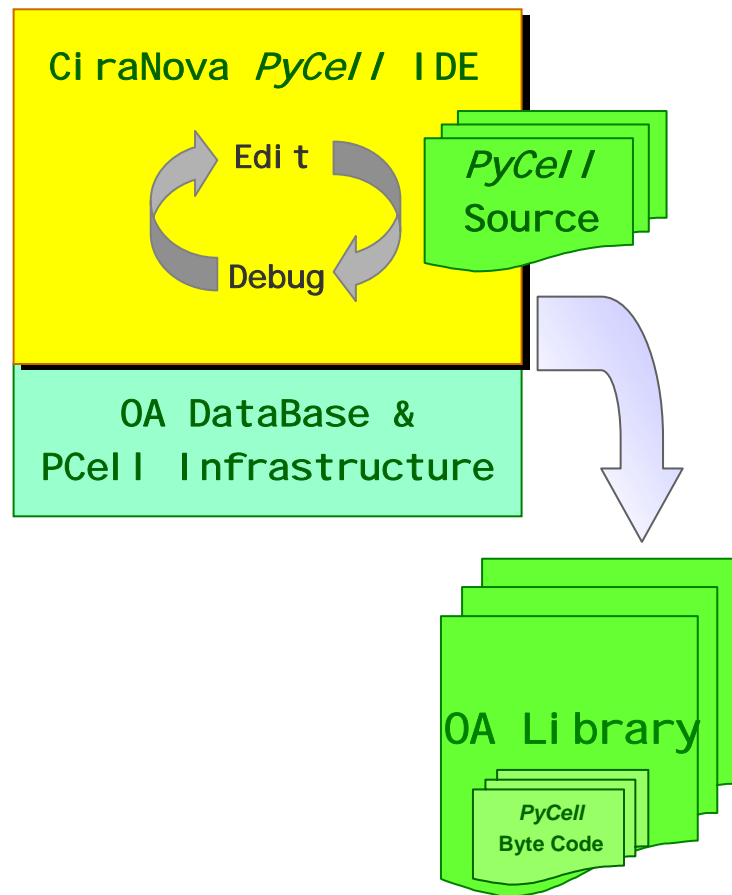 CiraNova PyCell IDE
Edit
PyCell
Source
Debug
OA DataBase &
PCell Infrastructure
OA Library
PyCell
Byte Code